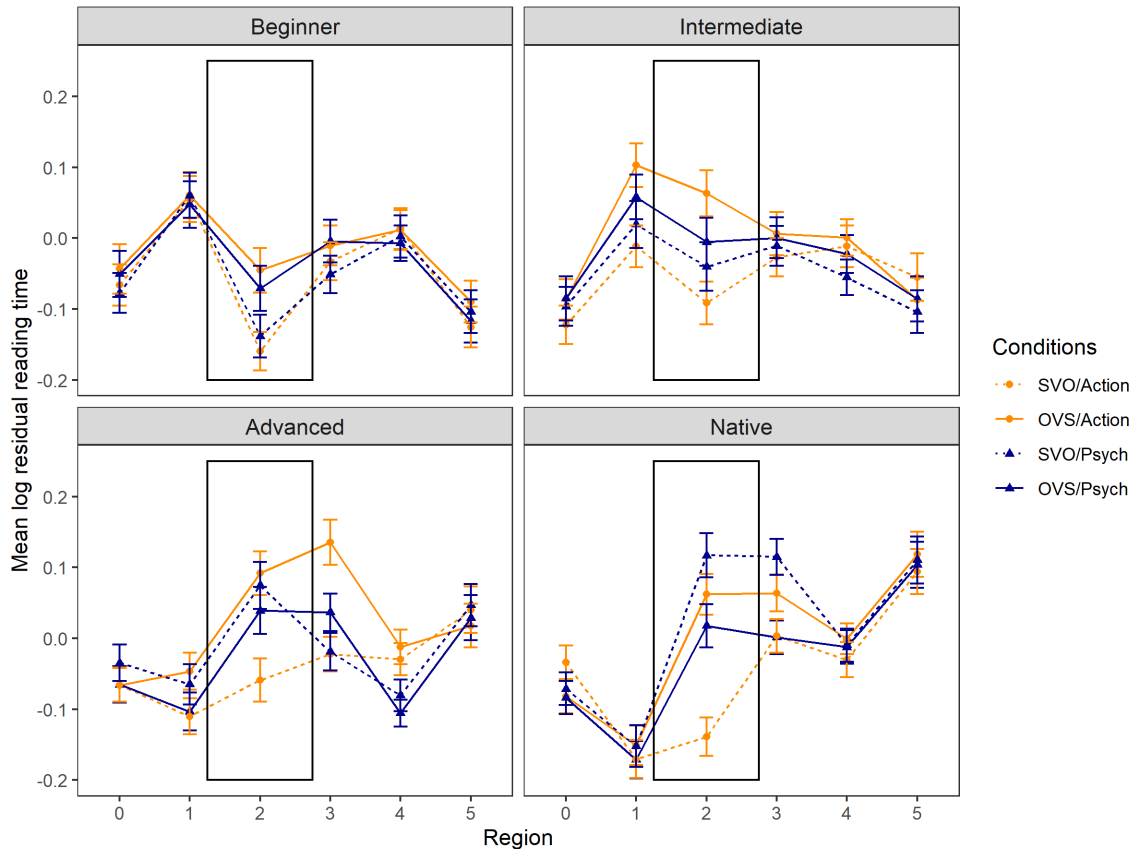 Beginner
Intermediate
0.2
0.1
0.0
-0.1
-0.2
Advanced
Native
0.2
0.1
0.0
-0.1
-0.2
0 1 2 3 4 5
0 1 2 3 4 5
Region
Mean log residual reading time
Conditions
SVO/Action
OVS/Action
SVO/Psych
OVS/Psych